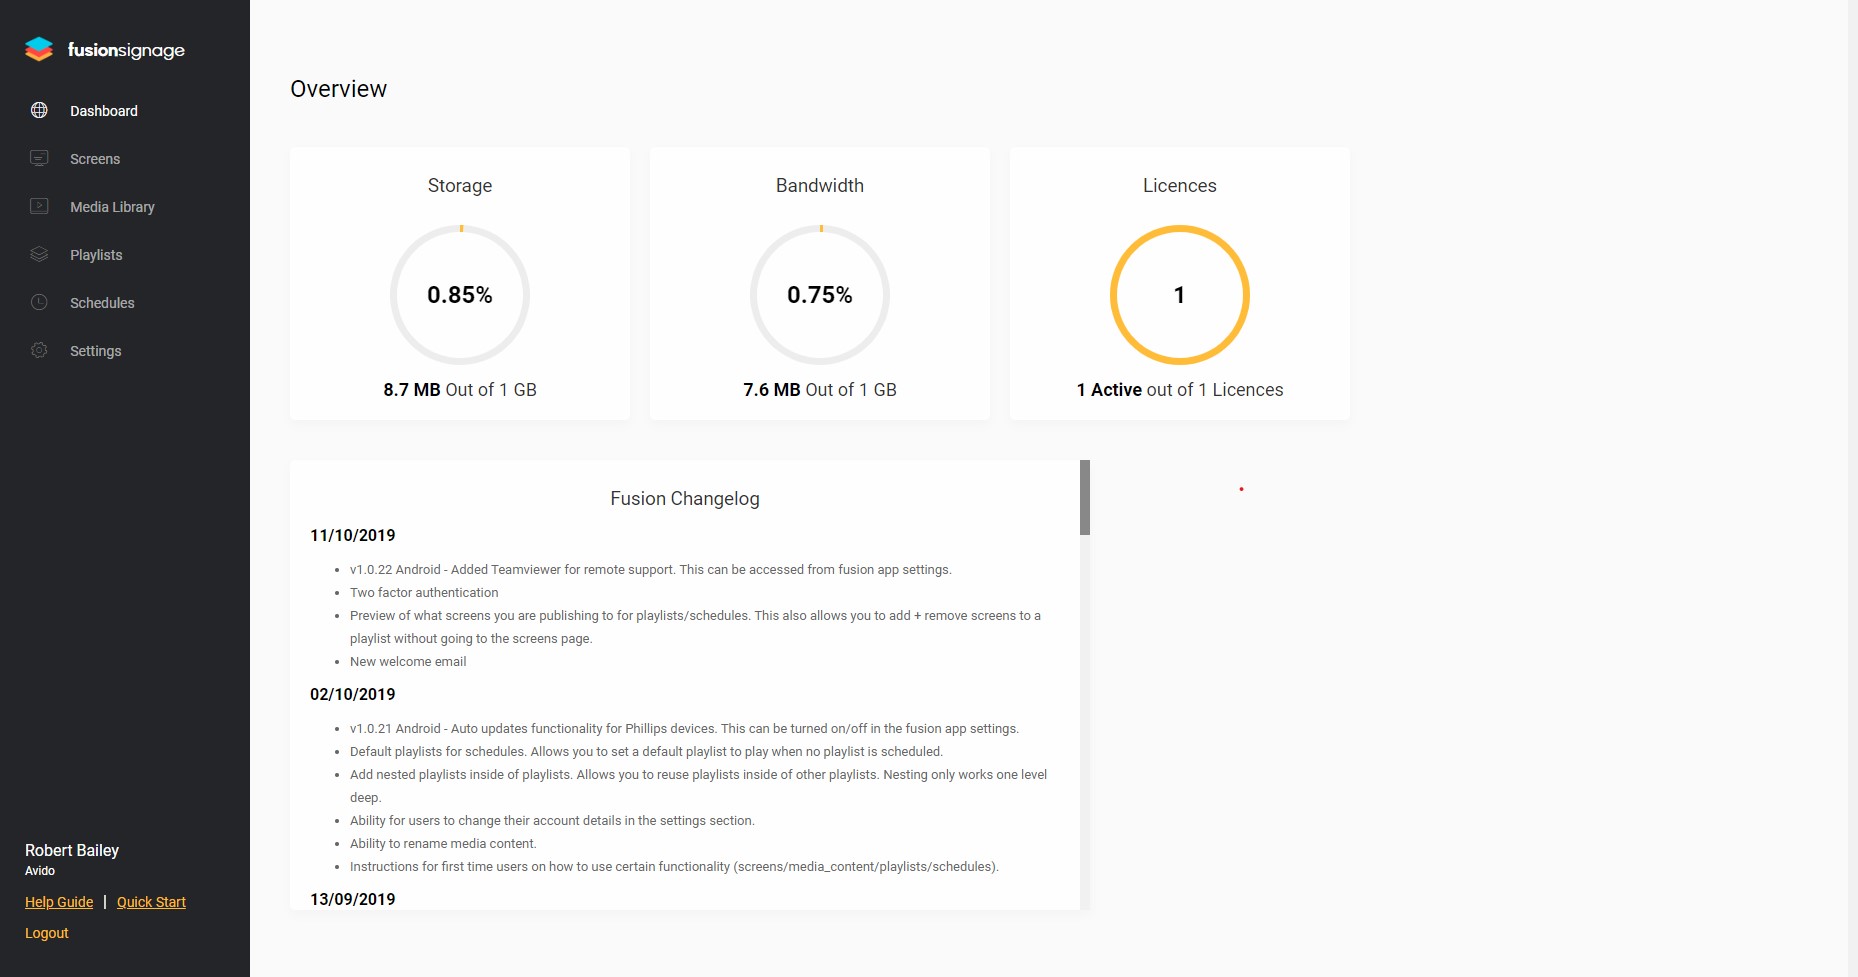 fusionsignage
Dashboard
Screens
Media Library
Playlists
Schedules
Settings
Robert Bailey
Avido
Help Guide | Quick Start
Logout
Overview
Storage
0.85%
8.7 MB Out of 1 GB
Bandwidth
0.75%
7.6 MB Out of 1 GB
Licences
1
1 Active out of 1 Licences
Fusion Changelog
11/10/2019
• v1.0.22 Android - Added Teamviewer for remote support. This can be accessed from fusion app settings.
• Two factor authentication
• Preview of what screens you are publishing to for playlists/schedules. This also allows you to add + remove screens to a
playlist without going to the screens page.
• New welcome email
02/10/2019
• v1.0.21 Android - Auto updates functionality for Phillips devices. This can be turned on/off in the fusion app settings.
• Default playlists for schedules. Allows you to set a default playlist to play when no playlist is scheduled.
• Add nested playlists inside of playlists. Allows you to reuse playlists inside of other playlists. Nesting only works one level
deep.
• Ability for users to change their account details in the settings section.
• Ability to rename media content.
• Instructions for first time users on how to use certain functionality (screens/media_content/playlists/schedules).
13/09/2019